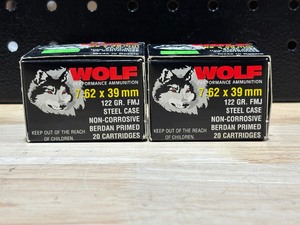 WOLF
PERFORMANCE AMMUNITION
7.62 x 39 mm
122 GR. FMJ
STEEL CASE
NON-CORROSIVE
BERDAN PRIMED
20 CARTRIDGES
KEEP OUT OF THE REACH
OF CHILDREN.
WOLF
PERFORMANCE AMMUNITION
7.62 x 39 mm
122 GR. FMJ
STEEL CASE
NON-CORROSIVE
BERDAN PRIMED
20 CARTRIDGES
KEEP OUT OF THE REACH
OF CHILDREN.